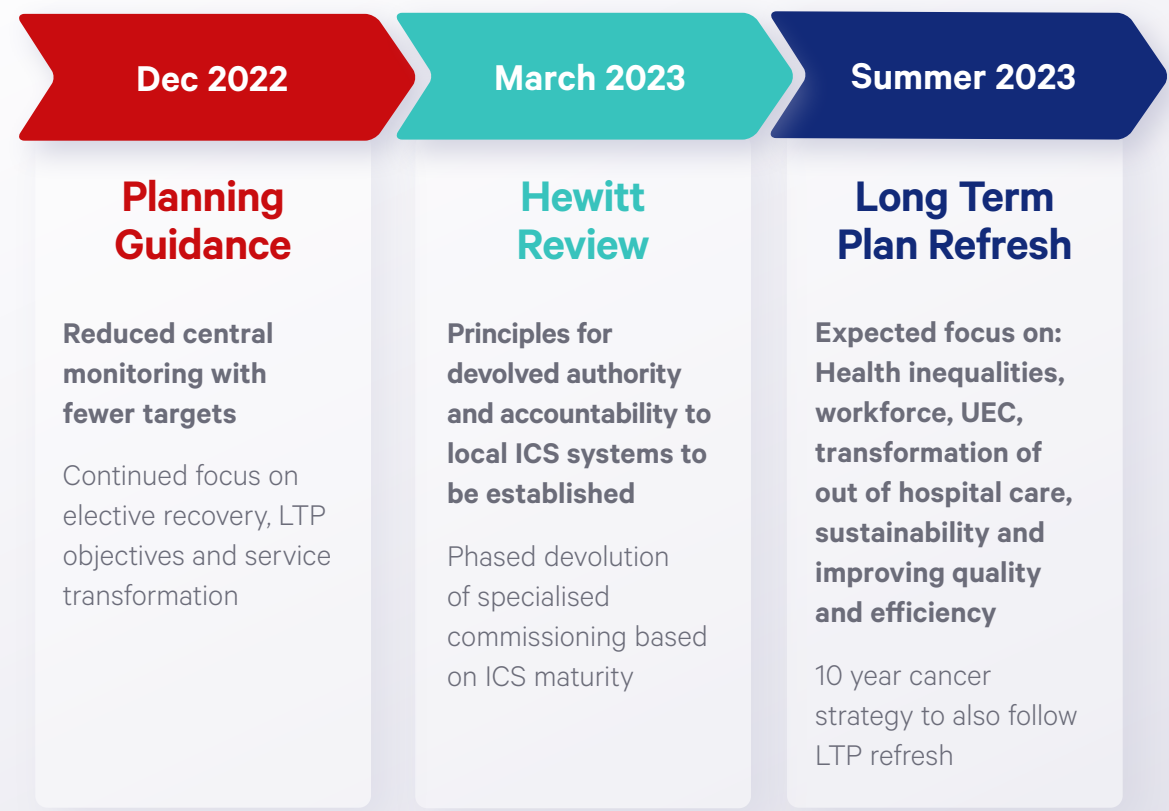 Dec 2022
Planning
Guidance
Reduced central
monitoring with
fewer targets
Continued focus on
elective recovery, LTP
objectives and service
transformation
March 2023
Hewitt
Review
Principles for
devolved authority
and accountability to
local ICS systems to
be established
Phased devolution
of specialised
commissioning based
on ICS maturity
Summer 2023
Long Term
Plan Refresh
Expected focus on:
Health inequalities,
workforce, UEC,
transformation of
out of hospital care,
sustainability and
improving quality
and efficiency
10 year cancer
strategy to also follow
LTP refresh